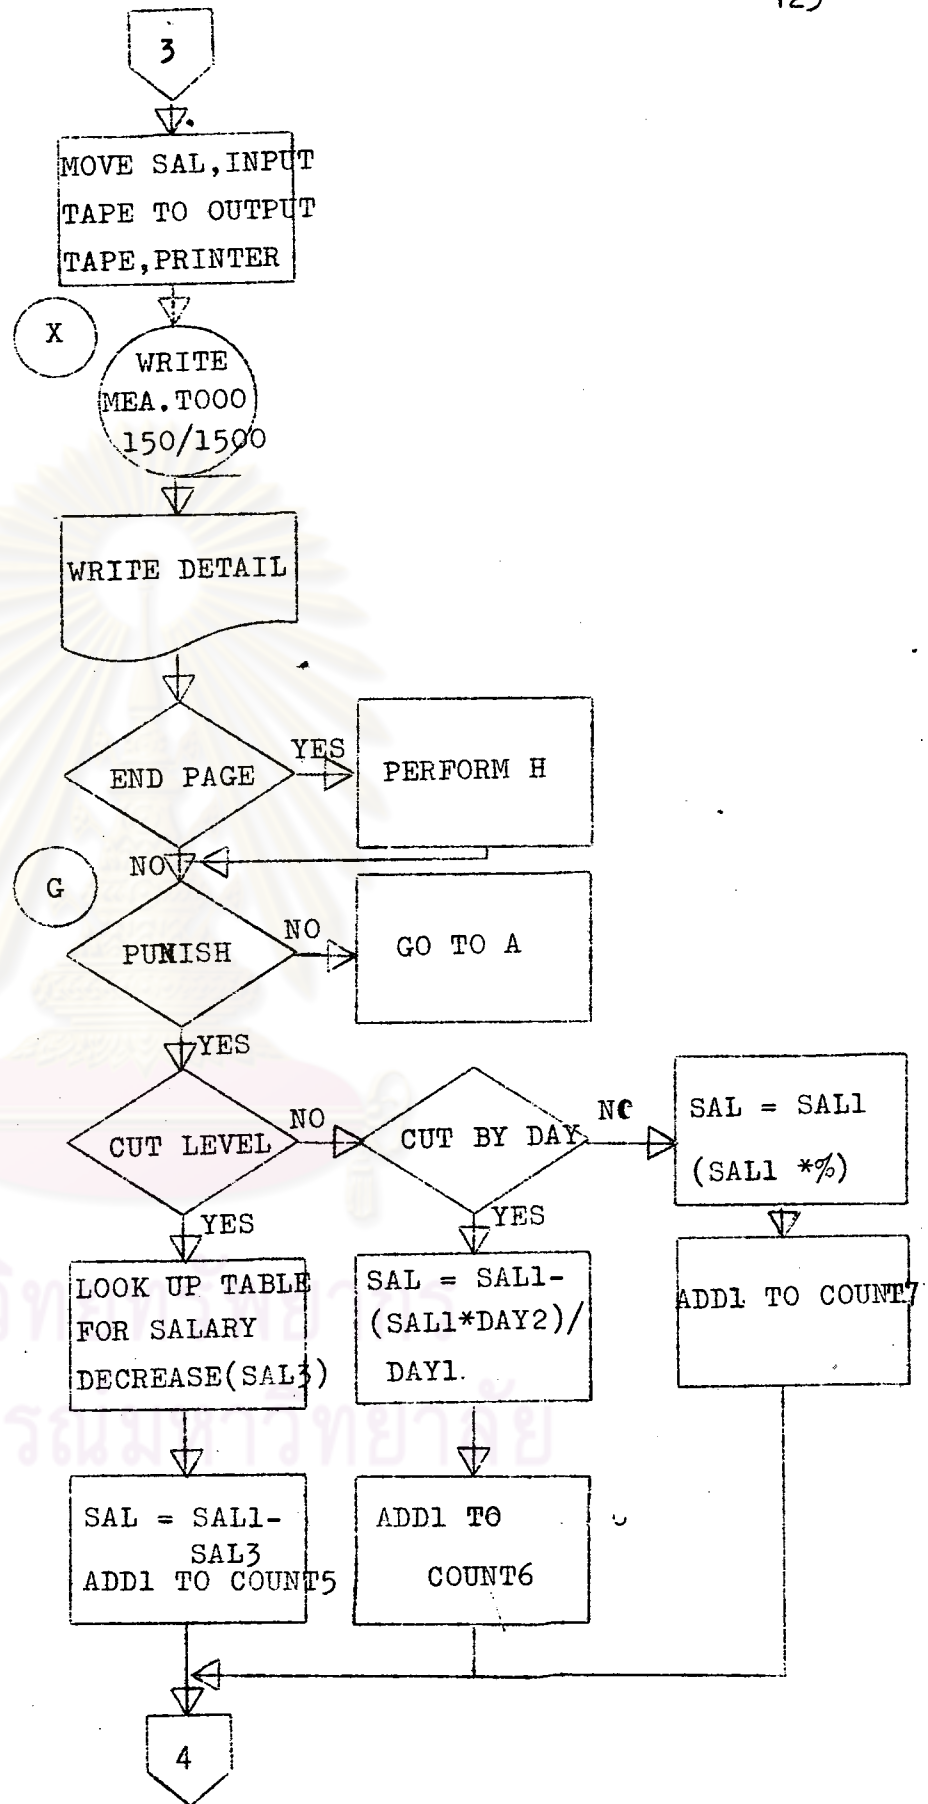 3
MOVE SAL,INPUT
TAPE TO OUTPUT
TAPE,PRINTER
X
WRITE
MEA.TOOO
150/1500
WRITE DETAIL
END PAGE
YES
PERFORM H
NO
G
PUNISH
NO
GO TO A
YES
CUT LEVEL
NO
CUT BY DAY
NO
SAL = SAL1
(SAL1 *%)
YES
YES
LOOK UP TABLE
FOR SALARY
DECREASE(SAL3)
SAL = SAL1-
(SAL1*DAY2)/
DAY1.
ADD1 TO COUNT7
SAL = SAL1-
SAL3
ADD1 TO COUNT5
ADD1 TO
COUNT6
4